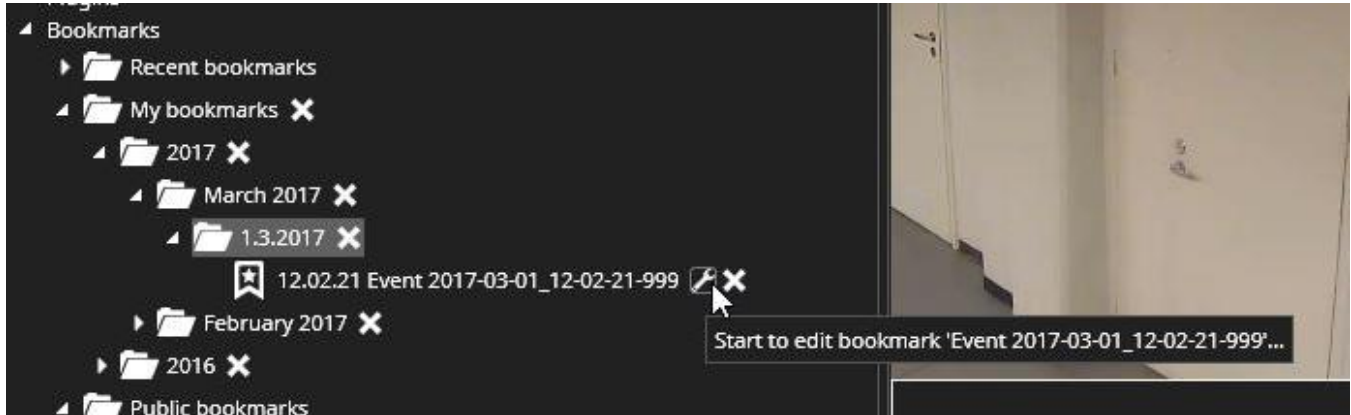 Bookmarks
Recent bookmarks
My bookmarks
2017
March 2017
1.3.2017
12.02.21 Event 2017-03-01_12-02-21-999
February 2017
Start to edit bookmark 'Event 2017-03-01_12-02-21-999'...
2016
Public bookmarks